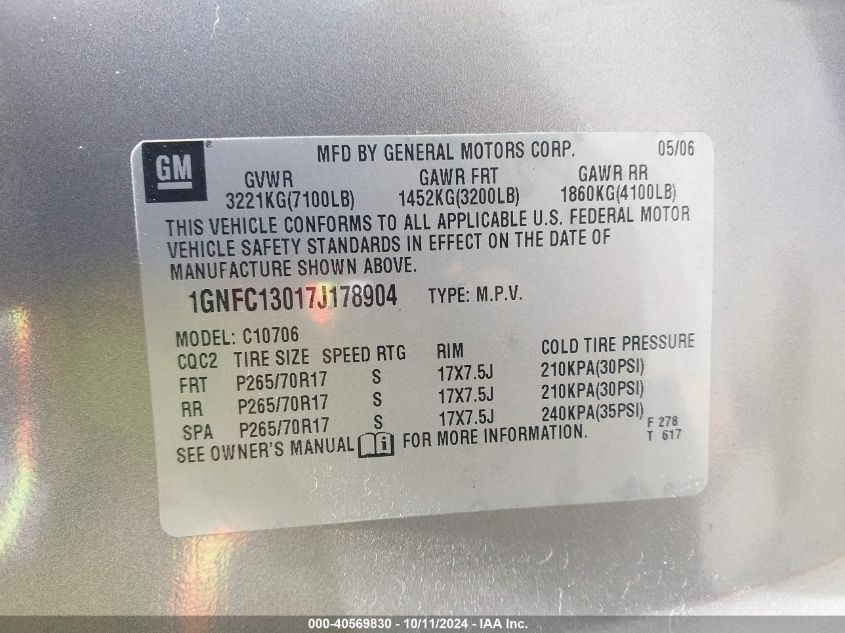 GM ® MFD BY GENERAL MOTORS CORP. 05/06
GVWR GAWR FRT GAWR RR
3221KG(7100LB) 1452KG(3200LB) 1860KG(4100LB)
THIS VEHICLE CONFORMS TO ALL APPLICABLE U.S. FEDERAL MOTOR
VEHICLE SAFETY STANDARDS IN EFFECT ON THE DATE OF
MANUFACTURE SHOWN ABOVE.
1GNFC13017J178904 TYPE: M.P.V.
MODEL: C10706
CQC2 TIRE SIZE SPEED RTG RIM COLD TIRE PRESSURE
FRT P265/70R17 S 17X7.5J 210KPA(30PSI)
RR P265/70R17 S 17X7.5J 210KPA(30PSI)
SPA P265/70R17 S 17X7.5J 240KPA(35PSI) F 278
SEE OWNER'S MANUAL i FOR MORE INFORMATION. T 617
000-40569830 - 10/11/2024 - IAA Inc.